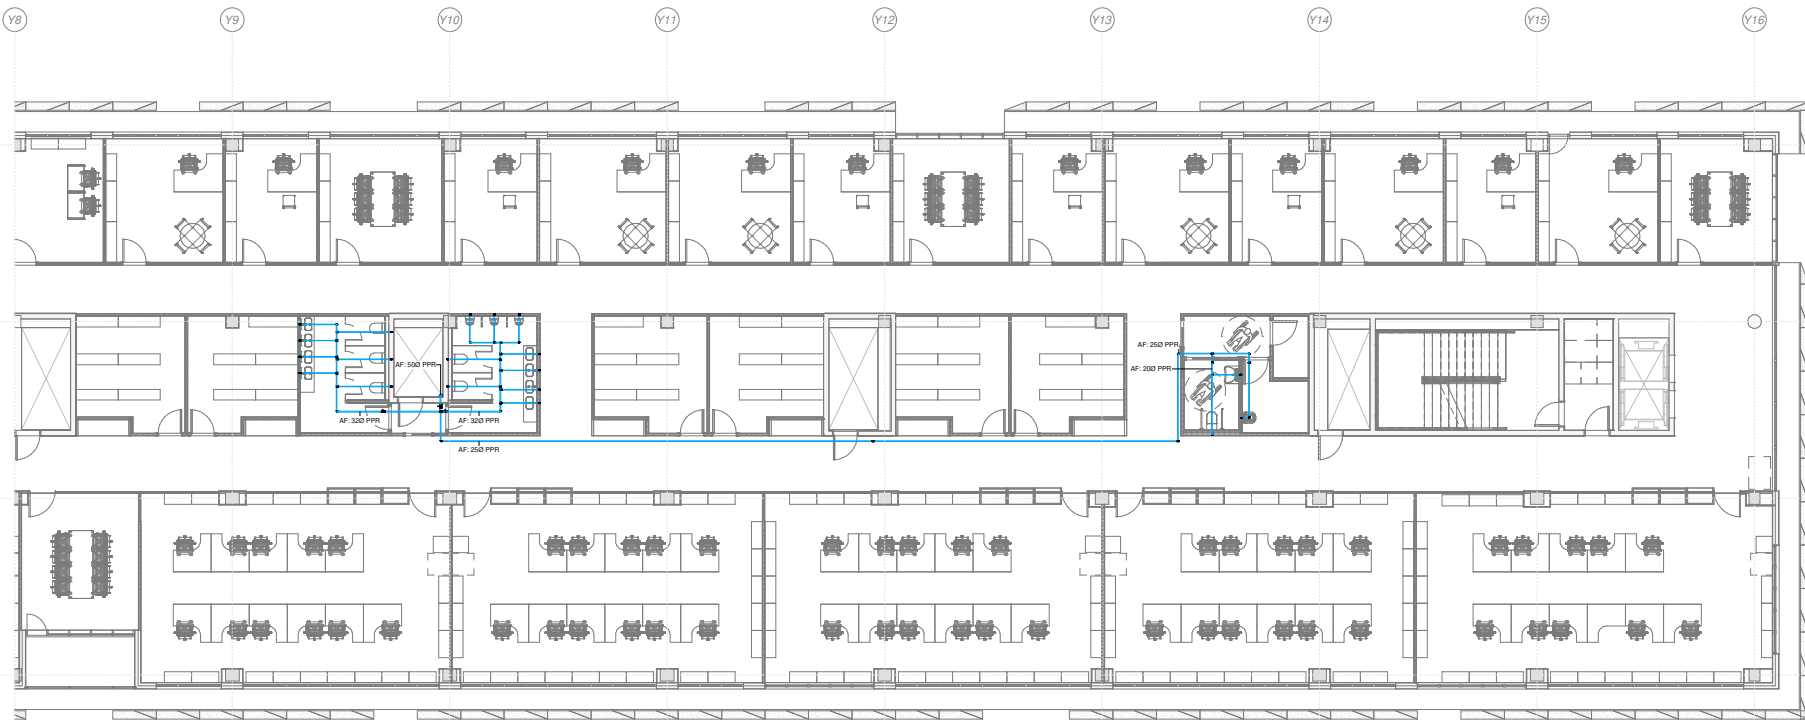 Y8
Y9
Y10
Y11
Y12
Y13
Y14
Y15
Y16
AF: 25Ø PPR
AF: 50Ø PPR
AF: 20Ø PPR
AF: 32Ø PPR
AF: 32Ø PPR
AF: 25Ø PPR